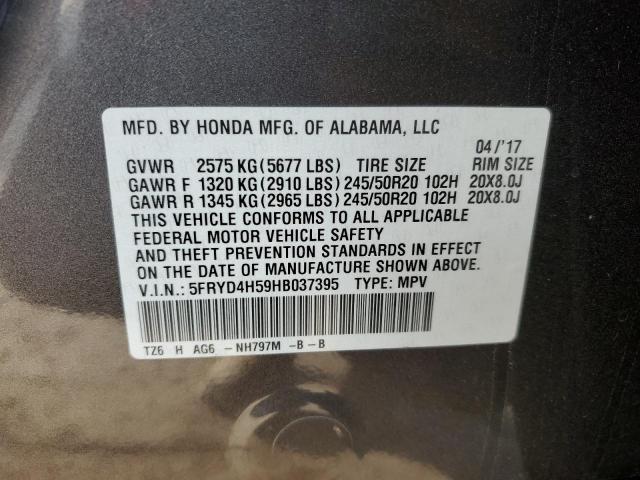 MFD. BY HONDA MFG. OF ALABAMA, LLC
04/'17
GVWR 2575 KG (5677 LBS) TIRE SIZE RIM SIZE
GAWR F 1320 KG (2910 LBS) 245/50R20 102H 20X8.0J
GAWR R 1345 KG (2965 LBS) 245/50R20 102H 20X8.0J
THIS VEHICLE CONFORMS TO ALL APPLICABLE
FEDERAL MOTOR VEHICLE SAFETY
AND THEFT PREVENTION STANDARDS IN EFFECT
ON THE DATE OF MANUFACTURE SHOWN ABOVE.
V.I.N.: 5FRYD4H59HB037395 TYPE: MPV
TZ6 H AG6 -NH797M -B -B